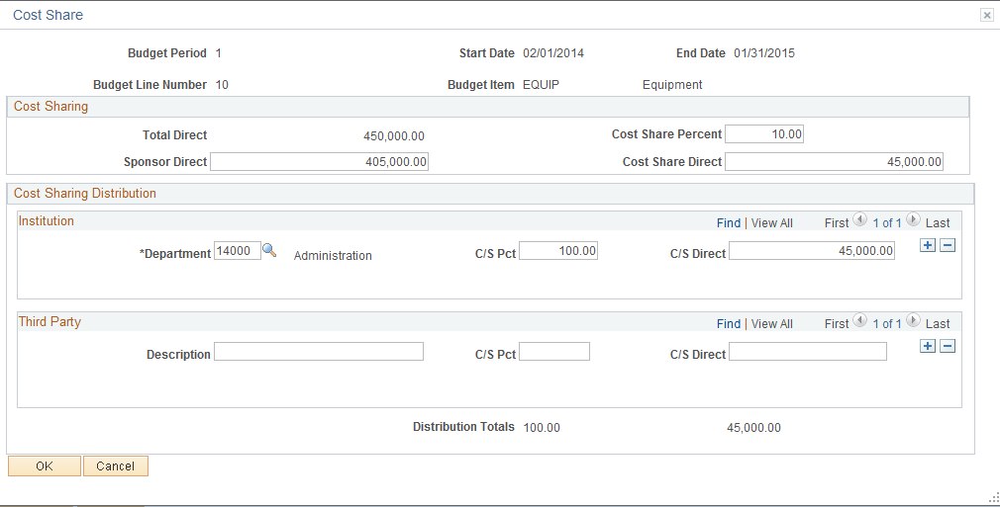 Cost Share
Budget Period 1 Start Date 02/01/2014 End Date 01/31/2015
Budget Line Number 10 Budget Item EQUIP Equipment
Cost Sharing
Total Direct 450,000.00 Cost Share Percent 10.00
Sponsor Direct 405,000.00 Cost Share Direct 45,000.00
Cost Sharing Distribution
Institution Find | View All First 1 of 1 Last
*Department 14000 Administration C/S Pct 100.00 C/S Direct 45,000.00
Third Party Find | View All First 1 of 1 Last
Description C/S Pct C/S Direct
Distribution Totals 100.00 45,000.00
OK Cancel